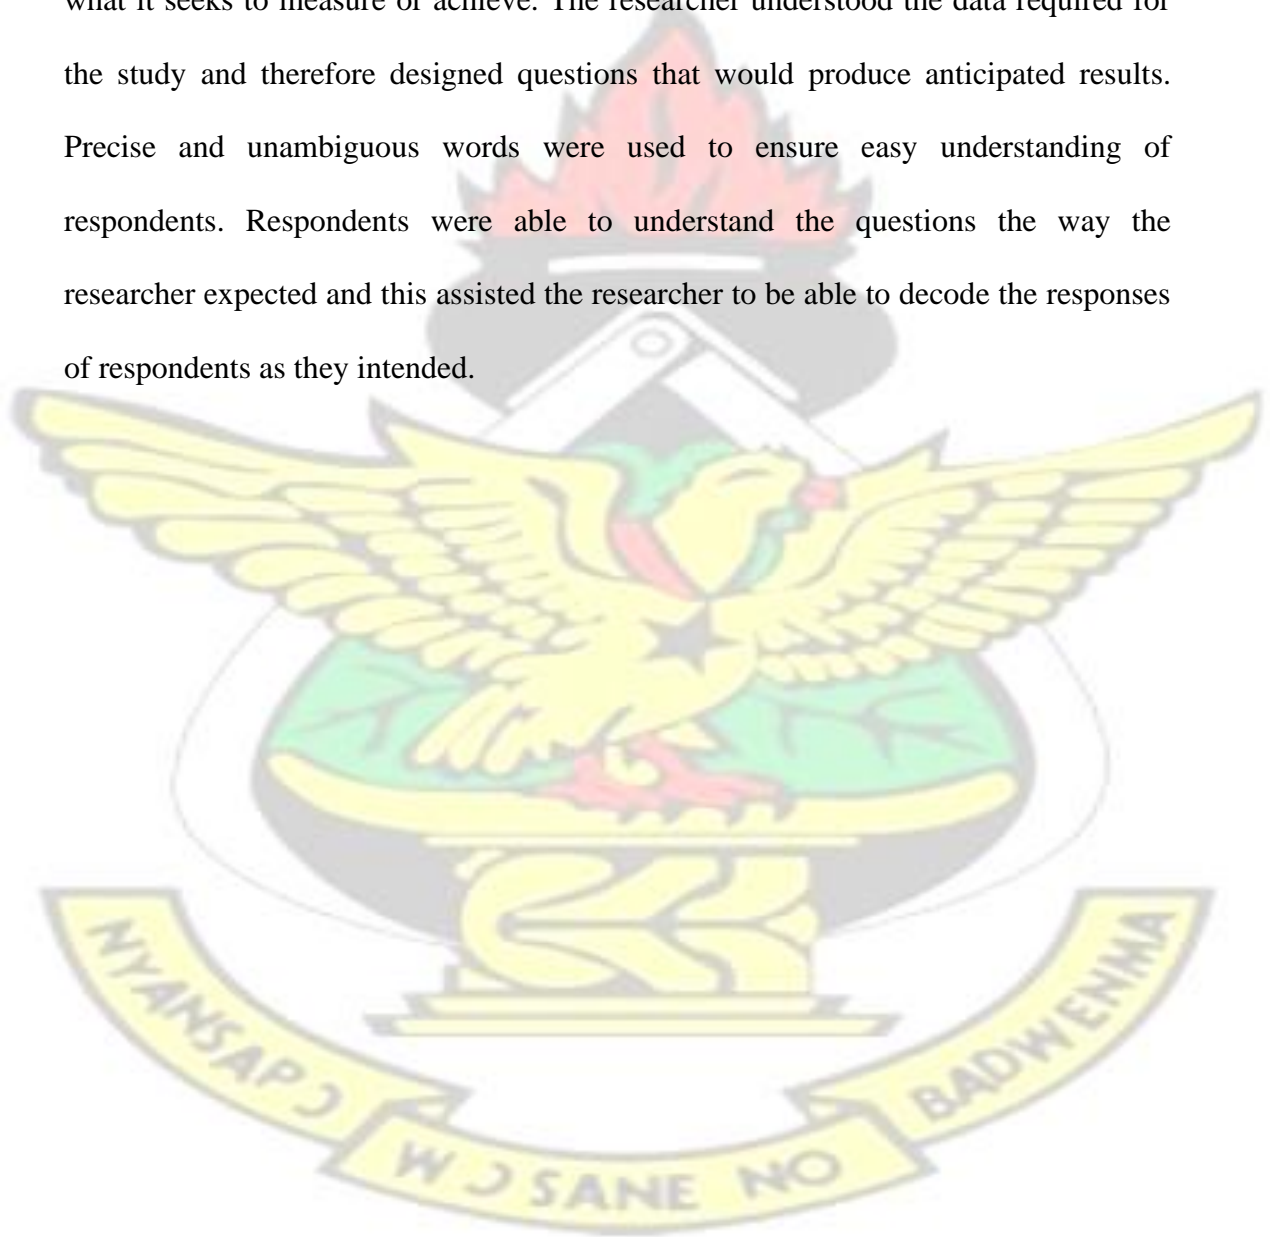 what it seeks to measure or achieve. The researcher understood the data required for
the study and therefore designed questions that would produce anticipated results.
Precise and unambiguous words were used to ensure easy understanding of
respondents. Respondents were able to understand the questions the way the
researcher expected and this assisted the researcher to be able to decode the responses
of respondents as they intended.
NYANSAPƆ
WƆSANE NO
BADWENMA